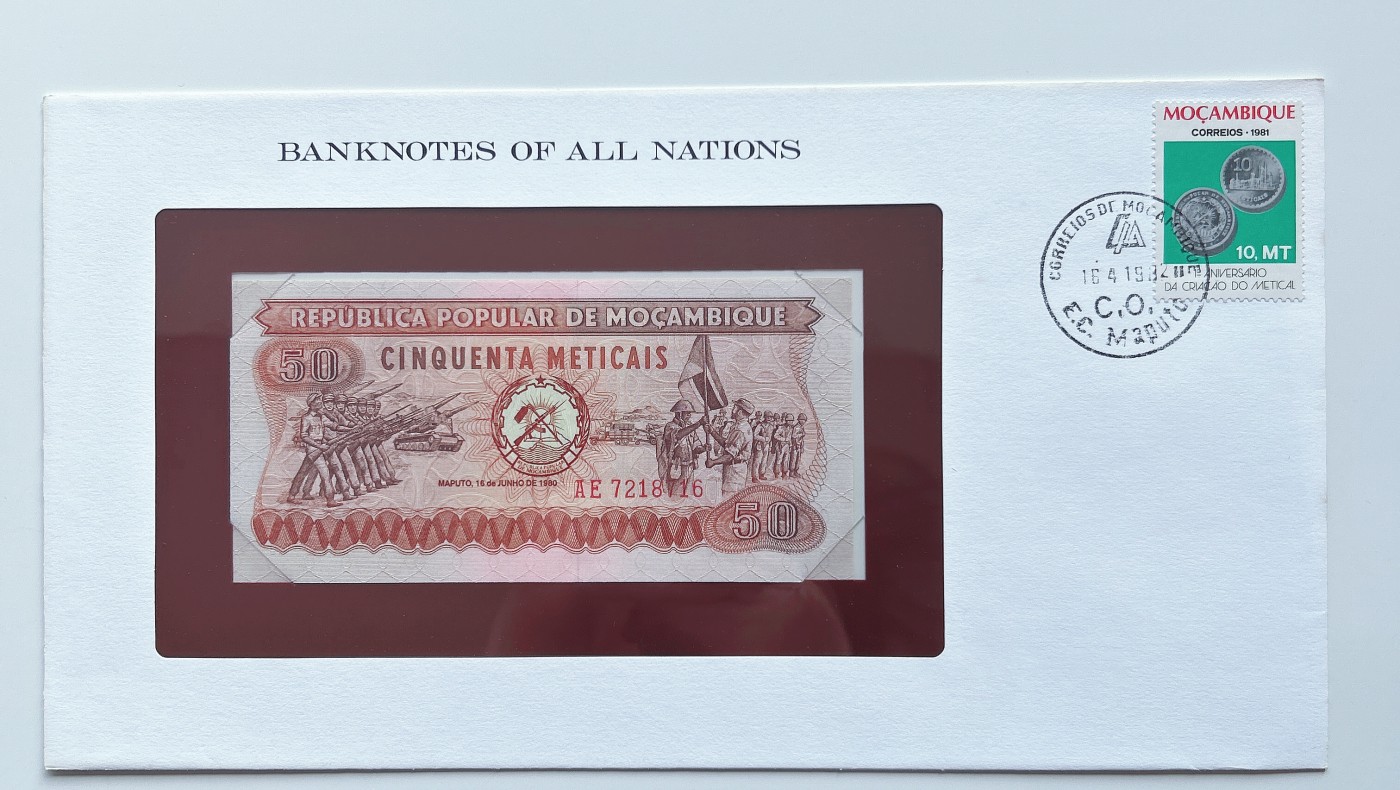 BANKNOTES OF ALL NATIONS
MOÇAMBIQUE
CORREIOS · 1981
10
10, MT
1º ANIVERSÁRIO
DA CRIAÇÃO DO METICAL
CORREIOS DE MOÇAMBIQUE
16 4 1982
C.O.
E.C. Maputo
REPÚBLICA POPULAR DE MOÇAMBIQUE
50 CINQUENTA METICAIS
MAPUTO, 16 de JUNHO DE 1980 AE 7218716
50